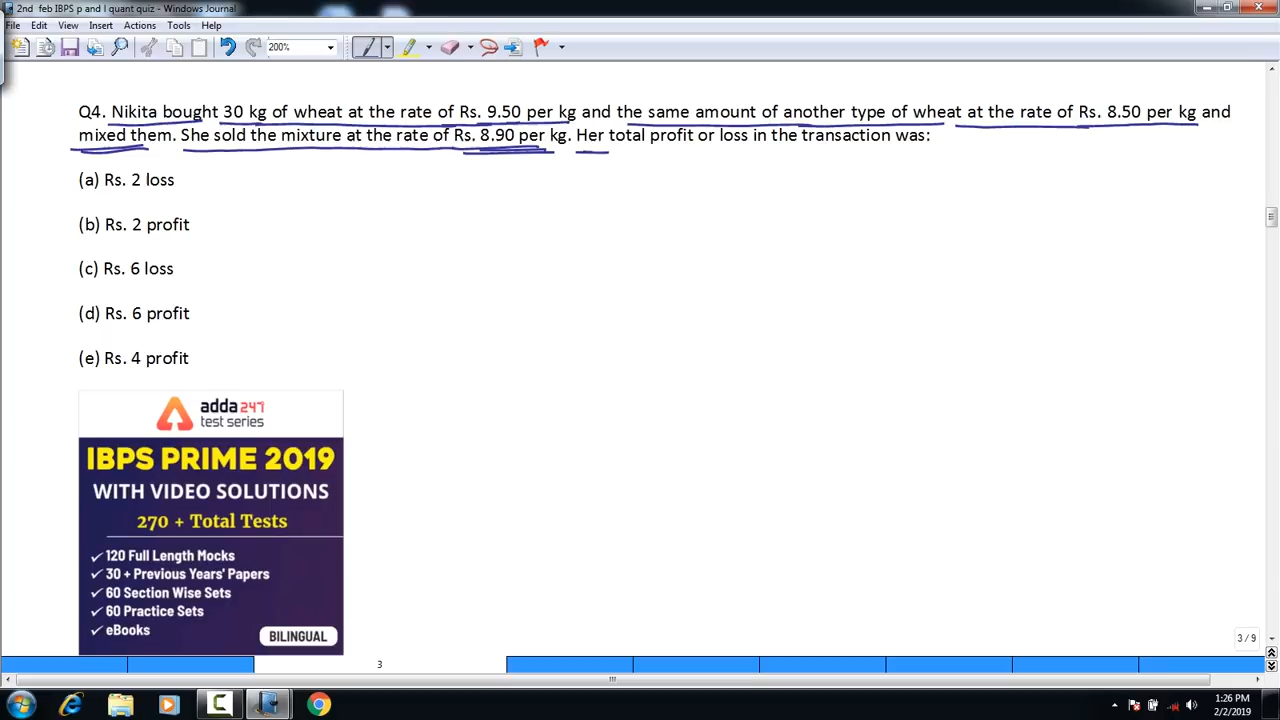 2nd feb IBPS p and I quant quiz - Windows Journal
File Edit View Insert Actions Tools Help
200%
Q4. Nikita bought 30 kg of wheat at the rate of Rs. 9.50 per kg and the same amount of another type of wheat at the rate of Rs. 8.50 per kg and
mixed them. She sold the mixture at the rate of Rs. 8.90 per kg. Her total profit or loss in the transaction was:
(a) Rs. 2 loss
(b) Rs. 2 profit
(c) Rs. 6 loss
(d) Rs. 6 profit
(e) Rs. 4 profit
adda247
test series
IBPS PRIME 2019
WITH VIDEO SOLUTIONS
270 + Total Tests
✓ 120 Full Length Mocks
✓ 30 + Previous Years' Papers
✓ 60 Section Wise Sets
✓ 60 Practice Sets
✓ eBooks
BILINGUAL
3 / 9
3
1:26 PM
2/2/2019